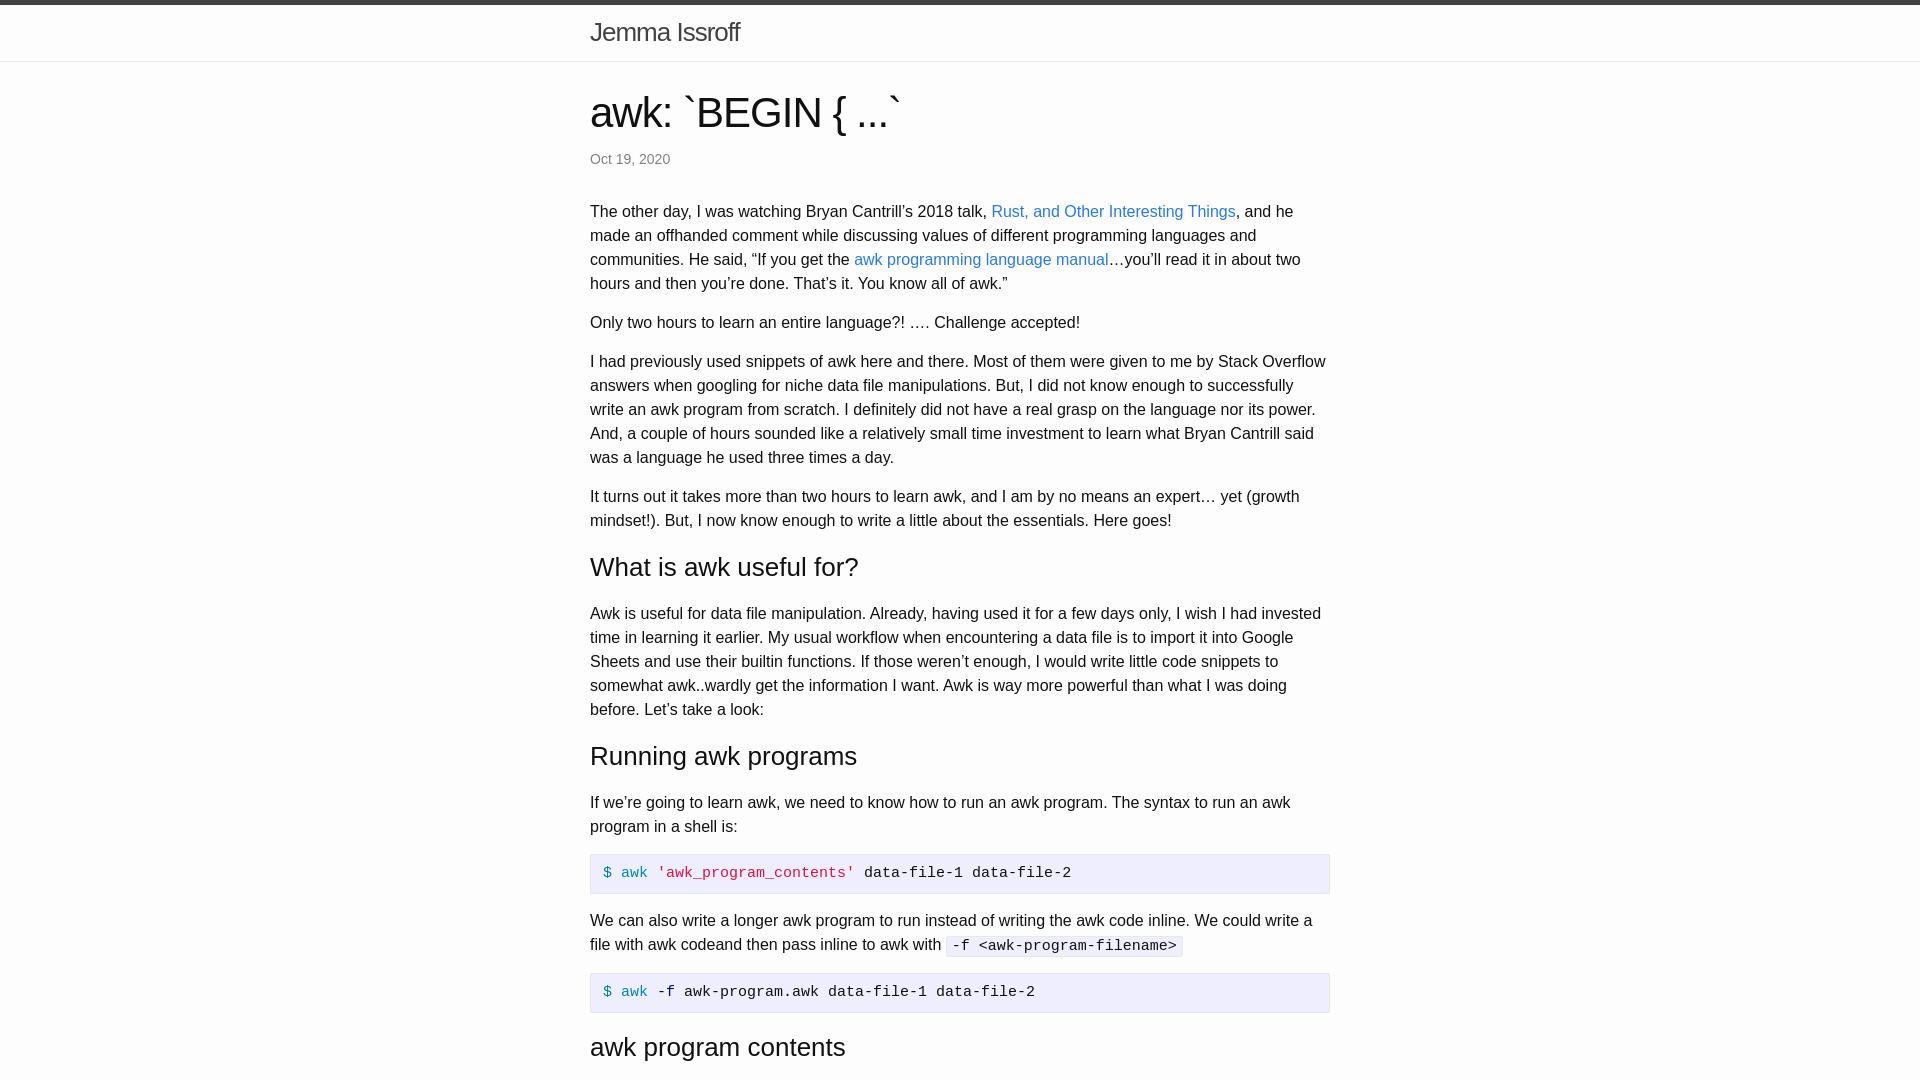 Jemma Issroff
awk: `BEGIN { ...`
Oct 19, 2020
The other day, I was watching Bryan Cantrill’s 2018 talk, Rust, and Other Interesting Things, and he
made an offhanded comment while discussing values of different programming languages and
communities. He said, “If you get the awk programming language manual…you’ll read it in about two
hours and then you’re done. That’s it. You know all of awk.”
Only two hours to learn an entire language?! …. Challenge accepted!
I had previously used snippets of awk here and there. Most of them were given to me by Stack Overflow
answers when googling for niche data file manipulations. But, I did not know enough to successfully
write an awk program from scratch. I definitely did not have a real grasp on the language nor its power.
And, a couple of hours sounded like a relatively small time investment to learn what Bryan Cantrill said
was a language he used three times a day.
It turns out it takes more than two hours to learn awk, and I am by no means an expert… yet (growth
mindset!). But, I now know enough to write a little about the essentials. Here goes!
What is awk useful for?
Awk is useful for data file manipulation. Already, having used it for a few days only, I wish I had invested
time in learning it earlier. My usual workflow when encountering a data file is to import it into Google
Sheets and use their builtin functions. If those weren’t enough, I would write little code snippets to
somewhat awk..wardly get the information I want. Awk is way more powerful than what I was doing
before. Let’s take a look:
Running awk programs
If we’re going to learn awk, we need to know how to run an awk program. The syntax to run an awk
program in a shell is:
$ awk 'awk_program_contents' data-file-1 data-file-2
We can also write a longer awk program to run instead of writing the awk code inline. We could write a
file with awk codeand then pass inline to awk with -f <awk-program-filename>
$ awk -f awk-program.awk data-file-1 data-file-2
awk program contents